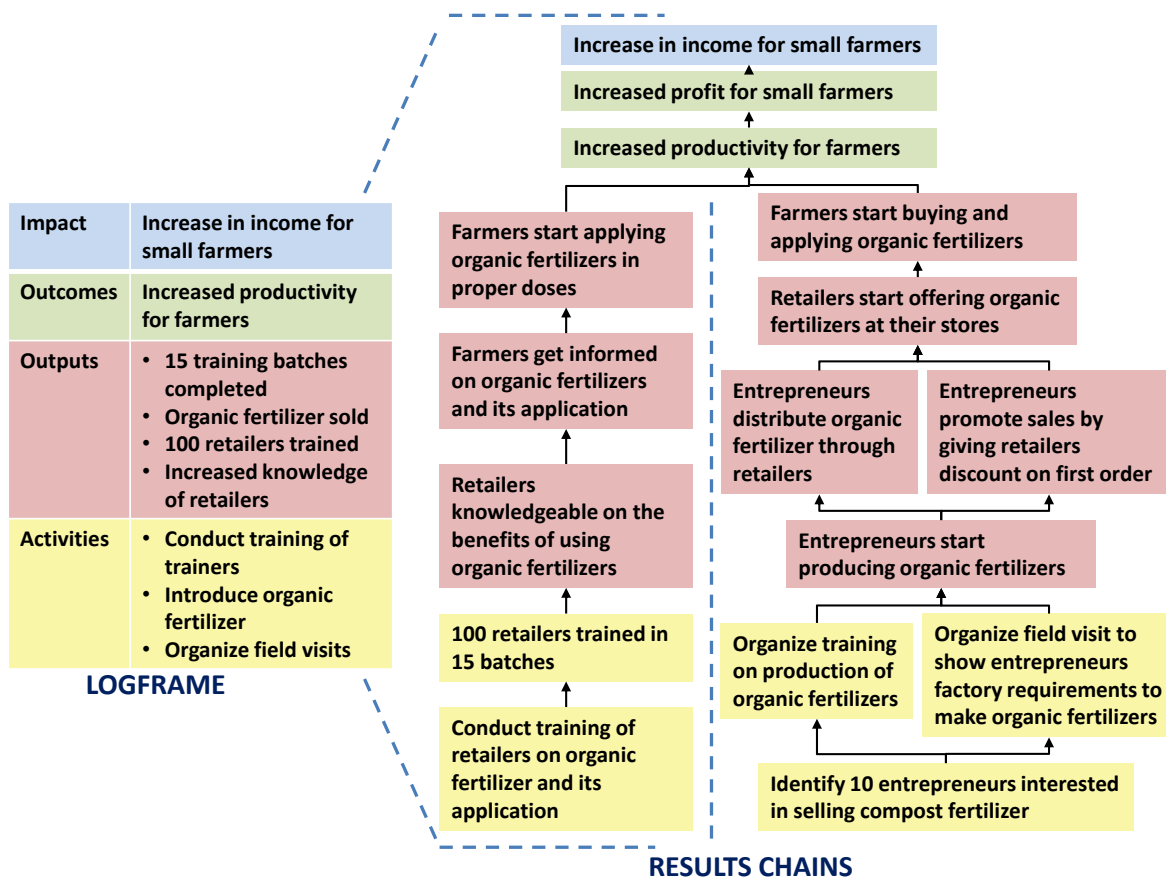 Increase in income for small farmers
Increased profit for small farmers
Increased productivity for farmers
Impact
Increase in income for
small farmers
Outcomes
Increased productivity
for farmers
Outputs
• 15 training batches
completed
• Organic fertilizer sold
• 100 retailers trained
• Increased knowledge
of retailers
Activities
• Conduct training of
trainers
• Introduce organic
fertilizer
• Organize field visits
LOGFRAME
Farmers start applying
organic fertilizers in
proper doses
Farmers get informed
on organic fertilizers
and its application
Retailers
knowledgeable on the
benefits of using
organic fertilizers
100 retailers trained in
15 batches
Conduct training of
retailers on organic
fertilizer and its
application
Farmers start buying and
applying organic fertilizers
Retailers start offering organic
fertilizers at their stores
Entrepreneurs
distribute organic
fertilizer through
retailers
Entrepreneurs
promote sales by
giving retailers
discount on first order
Entrepreneurs start
producing organic fertilizers
Organize training
on production of
organic fertilizers
Organize field visit to
show entrepreneurs
factory requirements to
make organic fertilizers
Identify 10 entrepreneurs interested
in selling compost fertilizer
RESULTS CHAINS